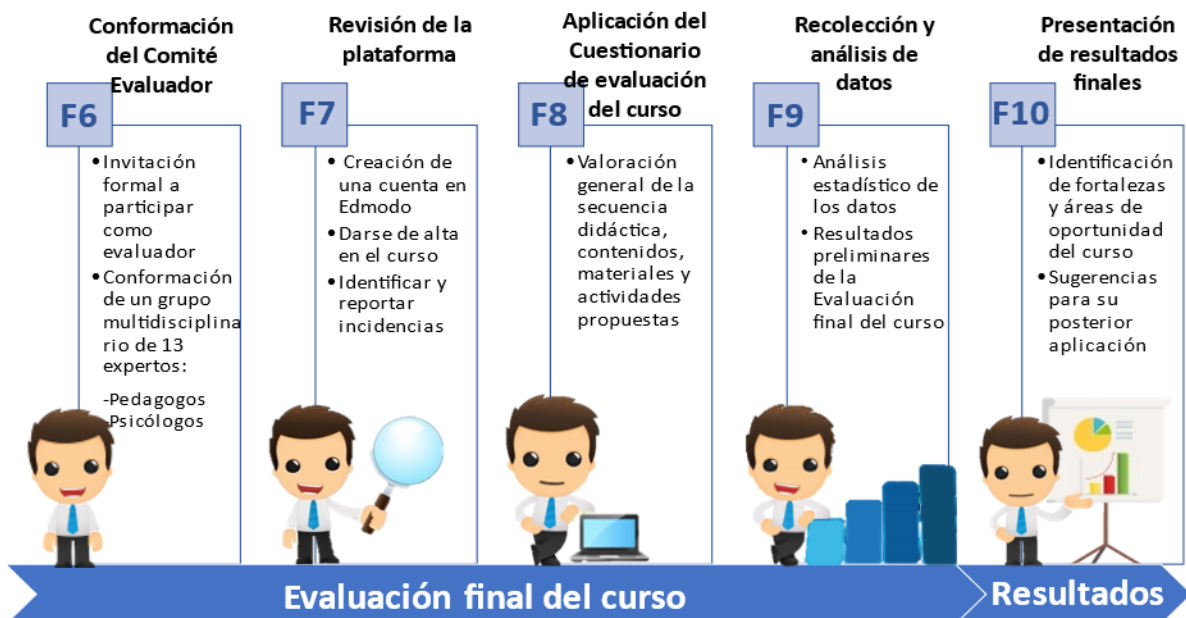 Conformación
del Comité
Evaluador
F6
•Invitación
formal a
participar
como
evaluador
•Conformación
de un grupo
multidisciplina
rio de 13
expertos:
-Pedagogos
-Psicólogos
Revisión de la
plataforma
F7
• Creación de
una cuenta en
Edmodo
•Darse de alta
en el curso
•Identificar y
reportar
incidencias
Aplicación del
Cuestionario
de evaluación
del curso
F8
•Valoración
general de la
secuencia
didáctica,
contenidos,
materiales y
actividades
propuestas
Recolección y
análisis de
datos
F9
• Análisis
estadístico de
los datos
• Resultados
preliminares
de la
Evaluación
final del curso
Presentación
de resultados
finales
F10
•Identificación
de fortalezas
y áreas de
oportunidad
del curso
•Sugerencias
para su
posterior
aplicación
Evaluación final del curso
Resultados